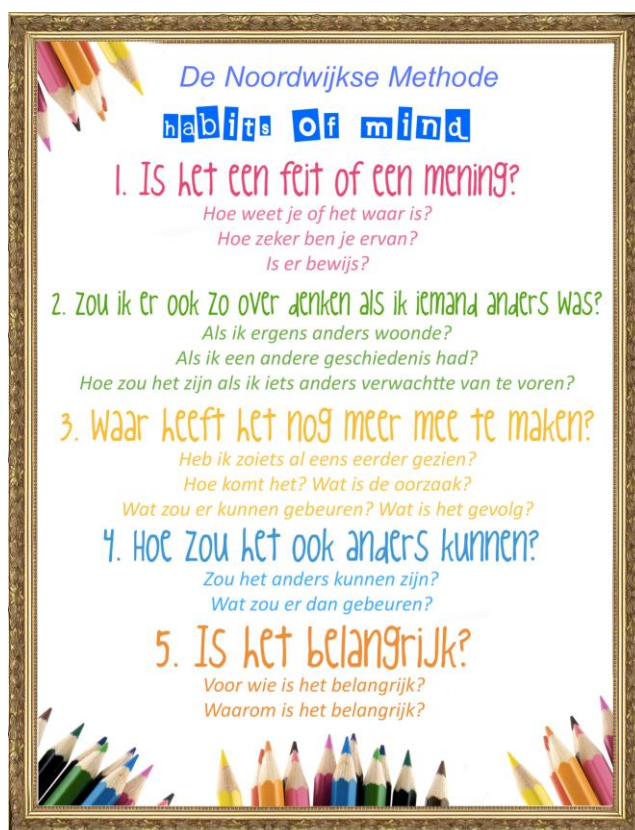 De Noordwijkse Methode
habits of mind
1. Is het een feit of een mening?
Hoe weet je of het waar is?
Hoe zeker ben je ervan?
Is er bewijs?
2. Zou ik er ook zo over denken als ik iemand anders was?
Als ik ergens anders woonde?
Als ik een andere geschiedenis had?
Hoe zou het zijn als ik iets anders verwachtte van te voren?
3. Waar heeft het nog meer mee te maken?
Heb ik zoiets al eens eerder gezien?
Hoe komt het? Wat is de oorzaak?
Wat zou er kunnen gebeuren? Wat is het gevolg?
4. Hoe zou het ook anders kunnen?
Zou het anders kunnen zijn?
Wat zou er dan gebeuren?
5. Is het belangrijk?
Voor wie is het belangrijk?
Waarom is het belangrijk?